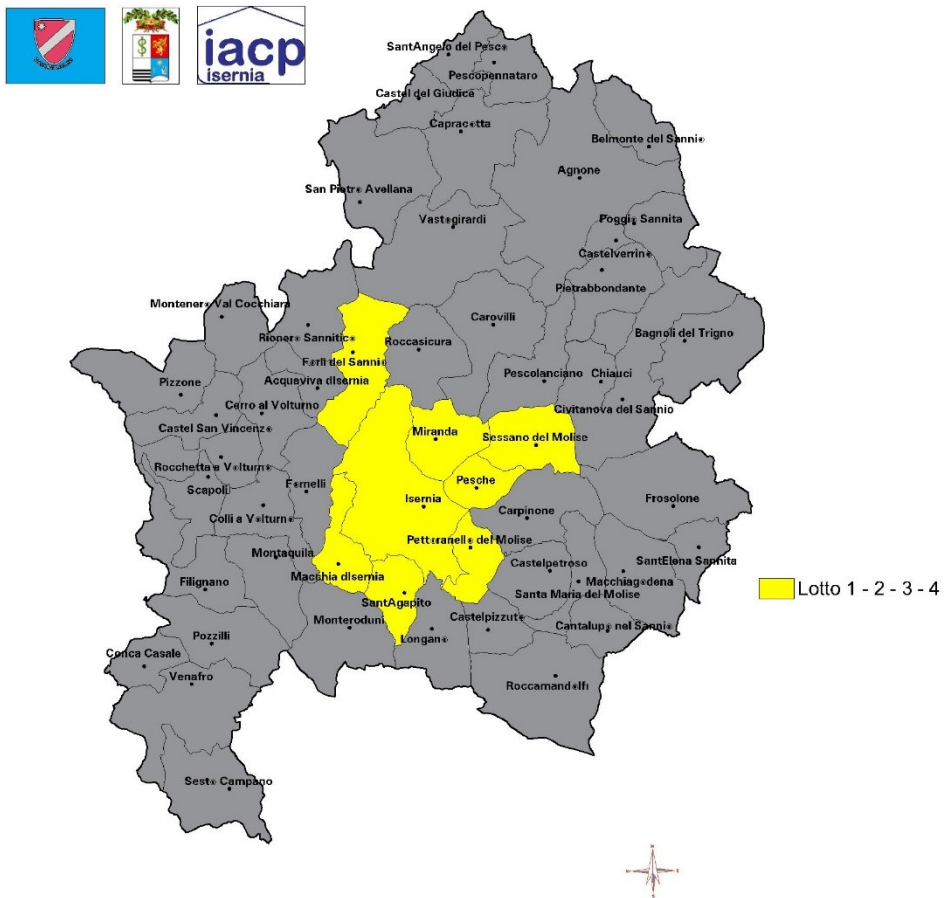 iacp
isernia
SantAngelo del Pesco
Pescopennataro
Castel del Giudice
Capracotta
Belmonte del Sannio
Agnone
San Pietro Avellana
Vastogirardi
Poggio Sannita
Castelverrino
Pietrabbondante
Montenero Val Cocchiara
Rionero Sannitico
Carovilli
Bagnoli del Trigno
Roccasicura
Forli del Sannio
Pizzone
Acquaviva dIsernia
Pescolanciano
Chiauci
Cerro al Volturno
Civitanova del Sannio
Castel San Vincenzo
Miranda
Sessano del Molise
Rocchetta a Volturno
Scapoli
Fornelli
Pesche
Isernia
Frosolone
Colli a Volturno
Carpinone
Pettoranello del Molise
Montaquila
SantElena Sannita
Castelpetroso
Macchia dIsernia
Macchiagodena
Filignano
Santa Maria del Molise
Lotto 1 - 2 - 3 - 4
SantAgapito
Monteroduni
Castelpizzuto
Cantalupo nel Sannio
Longano
Pozzilli
Conca Casale
Venafro
Roccamandolfi
Sesto Campano